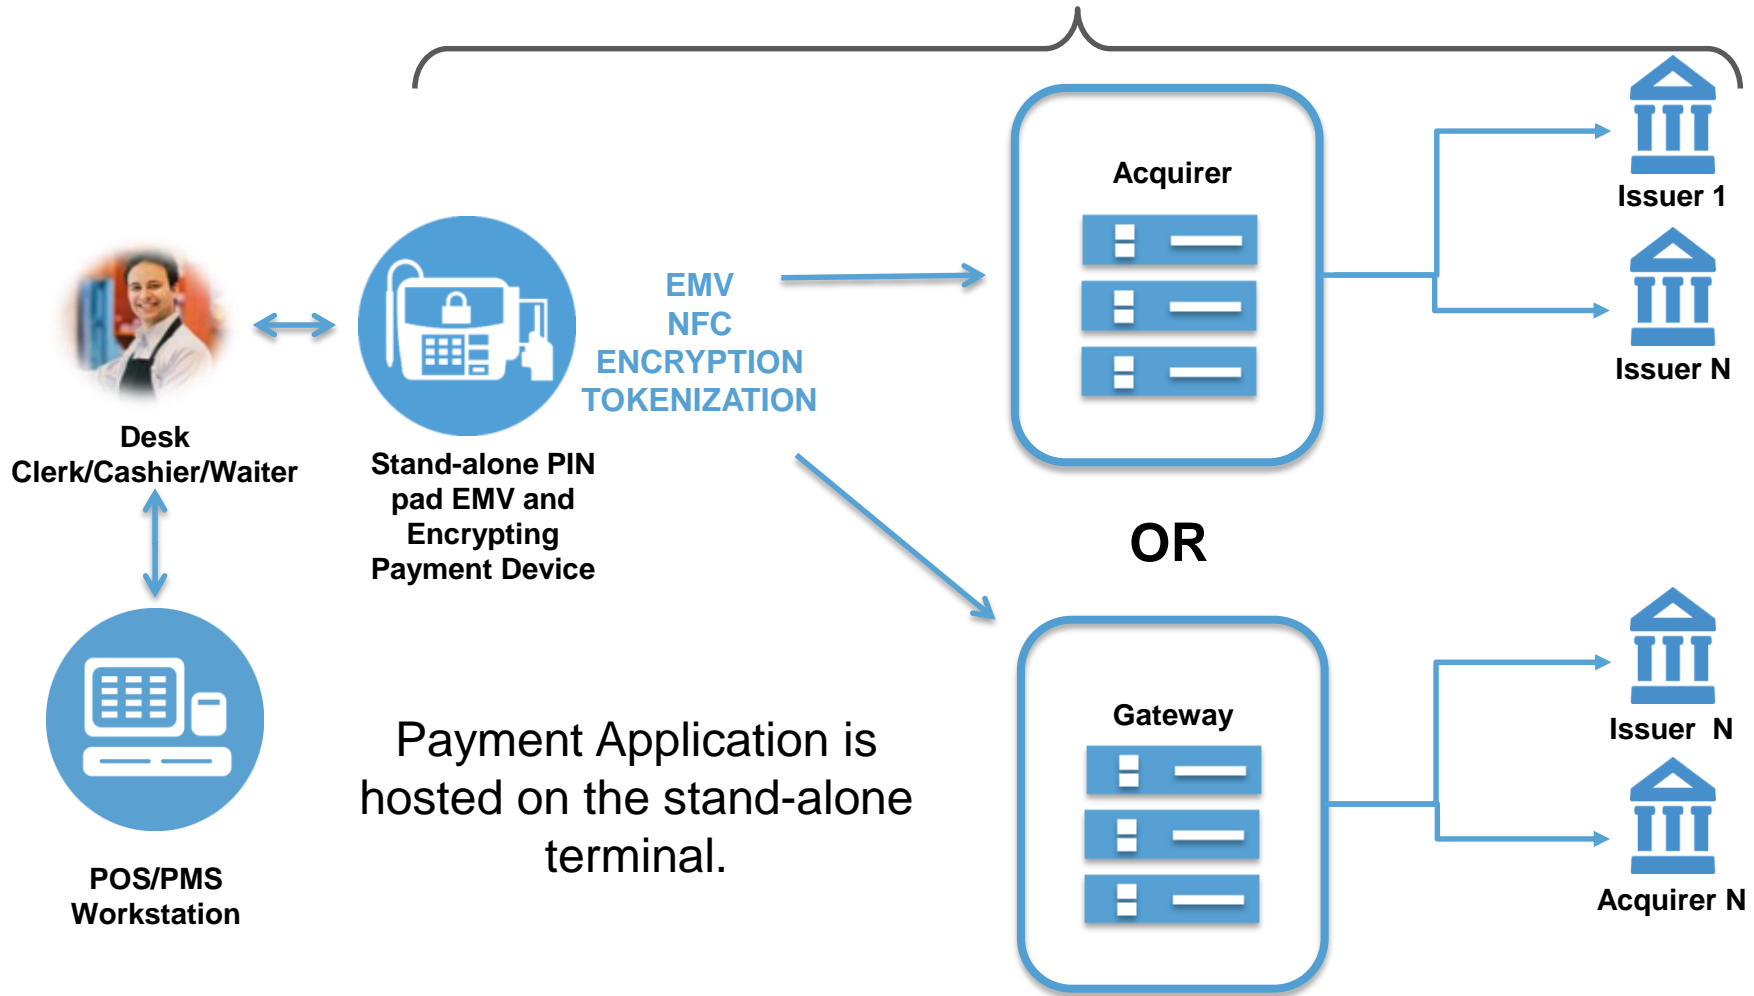 Acquirer
Issuer 1
EMV
NFC
ENCRYPTION
TOKENIZATION
Issuer N
Desk
Clerk/Cashier/Waiter
Stand-alone PIN
pad EMV and
Encrypting
Payment Device
OR
Payment Application is
hosted on the stand-alone
terminal.
Gateway
Issuer  N
POS/PMS
Workstation
Acquirer N